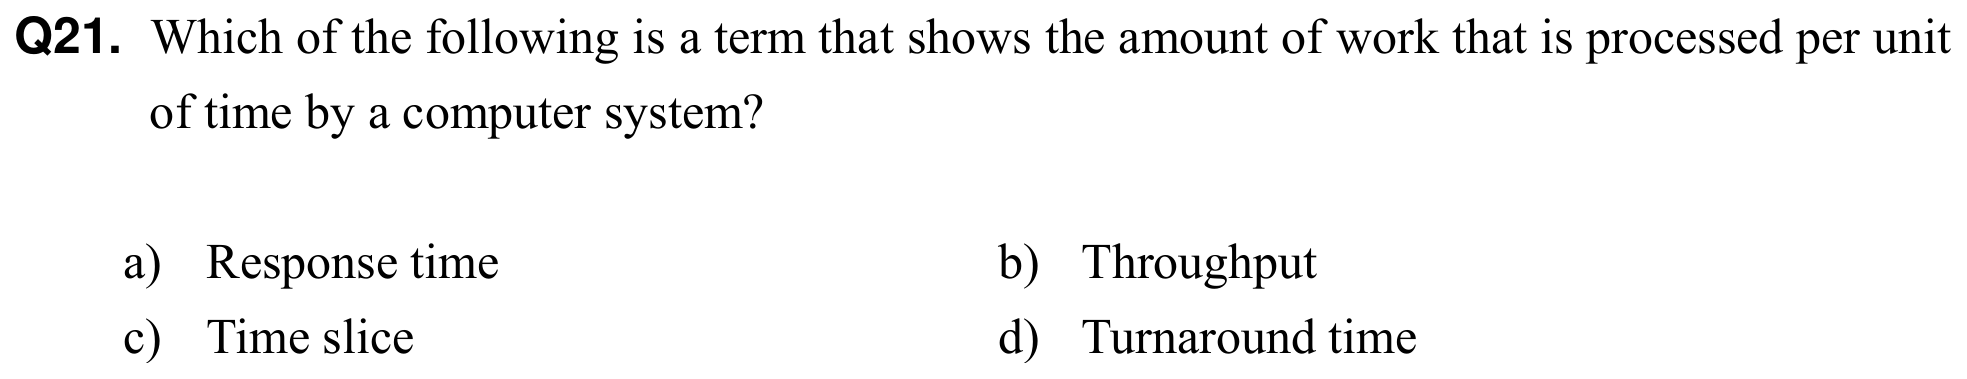 Q21. Which of the following is a term that shows the amount of work that is processed per unit
of time by a computer system?
a) Response time b) Throughput
c) Time slice d) Turnaround time